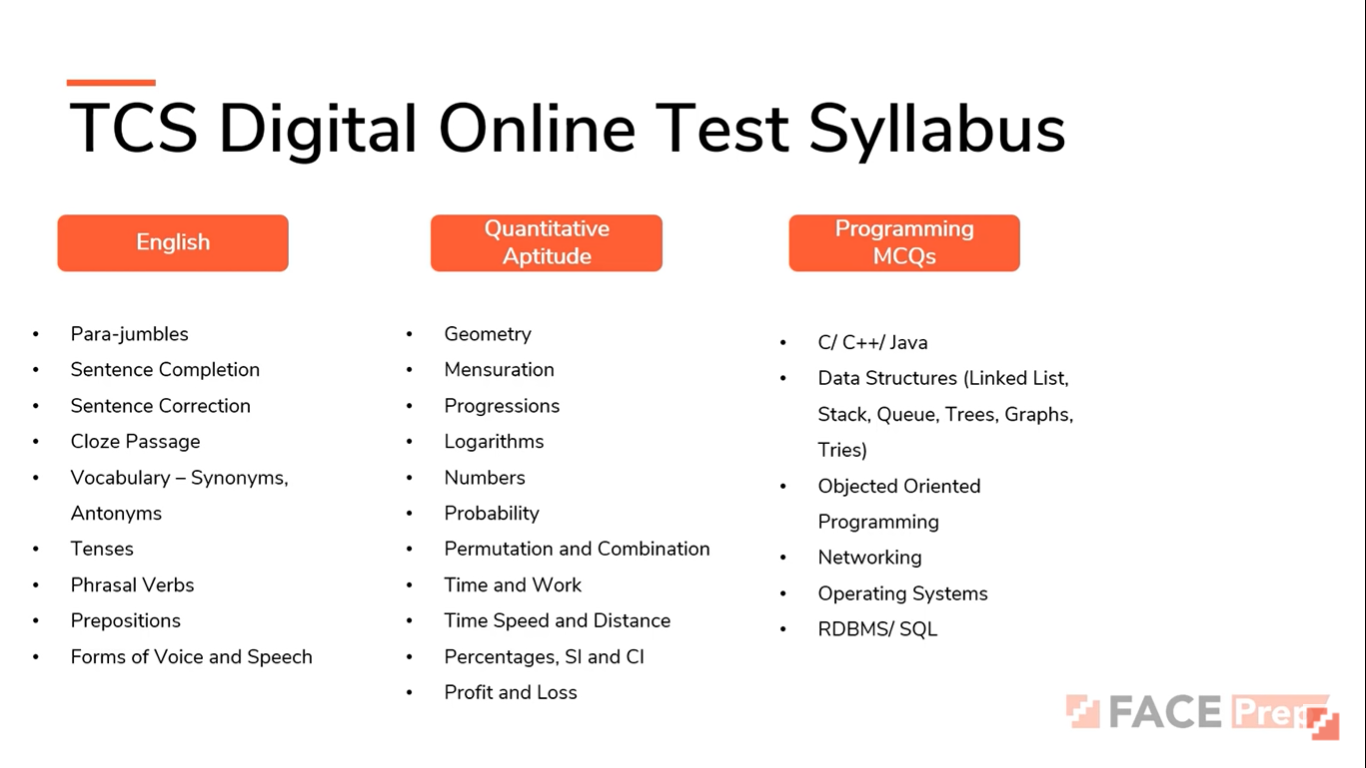 TCS Digital Online Test Syllabus
English
• Para-jumbles
• Sentence Completion
• Sentence Correction
• Cloze Passage
• Vocabulary – Synonyms,
Antonyms
• Tenses
• Phrasal Verbs
• Prepositions
• Forms of Voice and Speech
Quantitative
Aptitude
• Geometry
• Mensuration
• Progressions
• Logarithms
• Numbers
• Probability
• Permutation and Combination
• Time and Work
• Time Speed and Distance
• Percentages, SI and CI
• Profit and Loss
Programming
MCQs
• C/ C++/ Java
• Data Structures (Linked List,
Stack, Queue, Trees, Graphs,
Tries)
• Objected Oriented
Programming
• Networking
• Operating Systems
• RDBMS/ SQL
FACE Prep